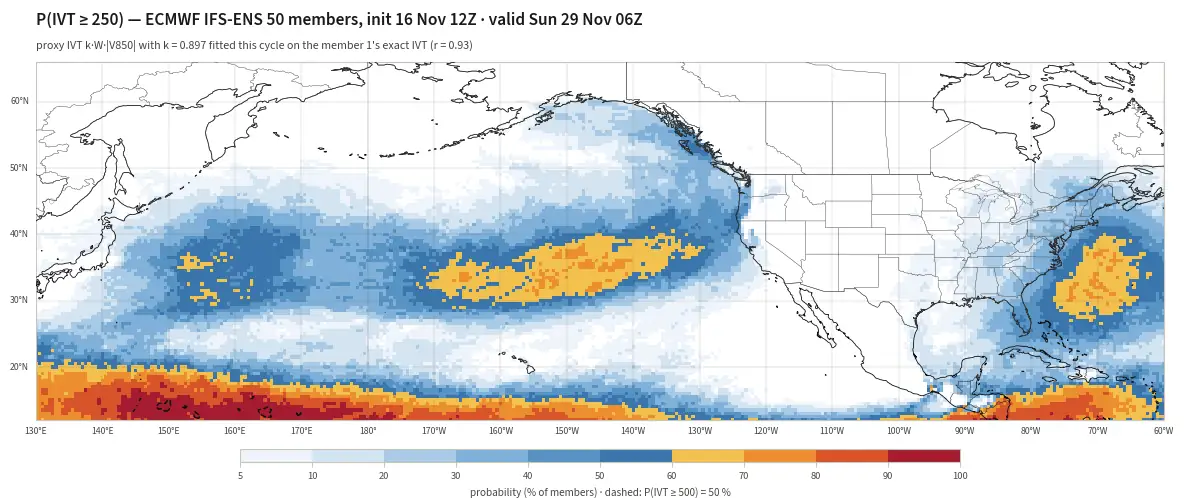 P(IVT ≥ 250) — ECMWF IFS-ENS 50 members, init 16 Nov 12Z · valid Sun 29 Nov 06Z
proxy IVT k·W·|V850| with k = 0.897 fitted this cycle on the member 1's exact IVT (r = 0.93)
60°N
50°N
40°N
30°N
20°N
130°E 140°E 150°E 160°E 170°E 180° 170°W 160°W 150°W 140°W 130°W 120°W 110°W 100°W 90°W 80°W 70°W 60°W
5 10 20 30 40 50 60 70 80 90 100
probability (% of members) · dashed: P(IVT ≥ 500) = 50 %